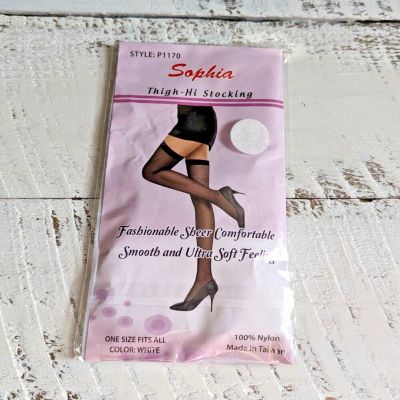 STYLE: P1170
Sophia
Thigh-Hi Stocking
Fashionable Sheer Comfortable
Smooth and Ultra Soft Feeling
ONE SIZE FITS ALL
COLOR: WHITE
100% Nylon
Made in Taiwan